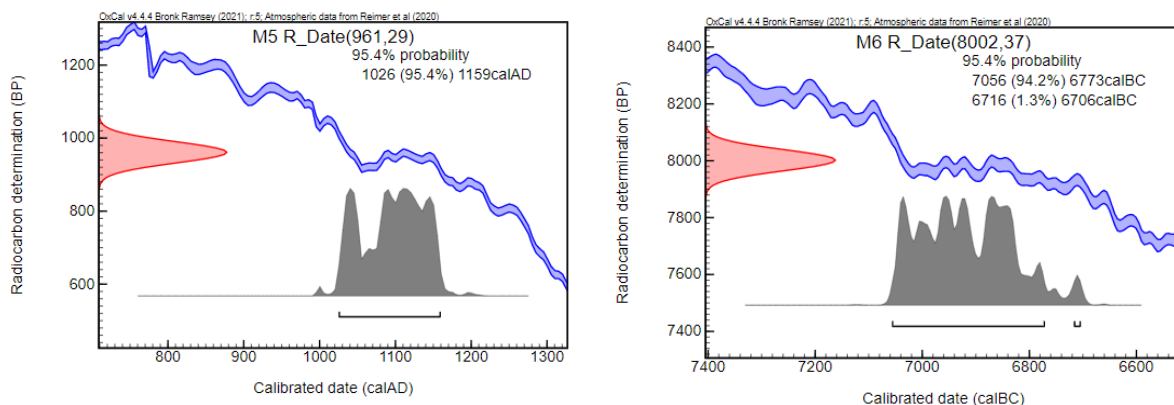 OxCal v4.4.4 Bronk Ramsey (2021); r:5; Atmospheric data from Reimer et al (2020)
M5 R_Date(961,29)
95.4% probability
1026 (95.4%) 1159calAD
Radiocarbon determination (BP)
1200
1000
800
600
800 900 1000 1100 1200 1300
Calibrated date (calAD)
OxCal v4.4.4 Bronk Ramsey (2021); r:5; Atmospheric data from Reimer et al (2020)
M6 R_Date(8002,37)
95.4% probability
7056 (94.2%) 6773calBC
6716 (1.3%) 6706calBC
Radiocarbon determination (BP)
8400
8200
8000
7800
7600
7400
7400 7200 7000 6800 6600
Calibrated date (calBC)